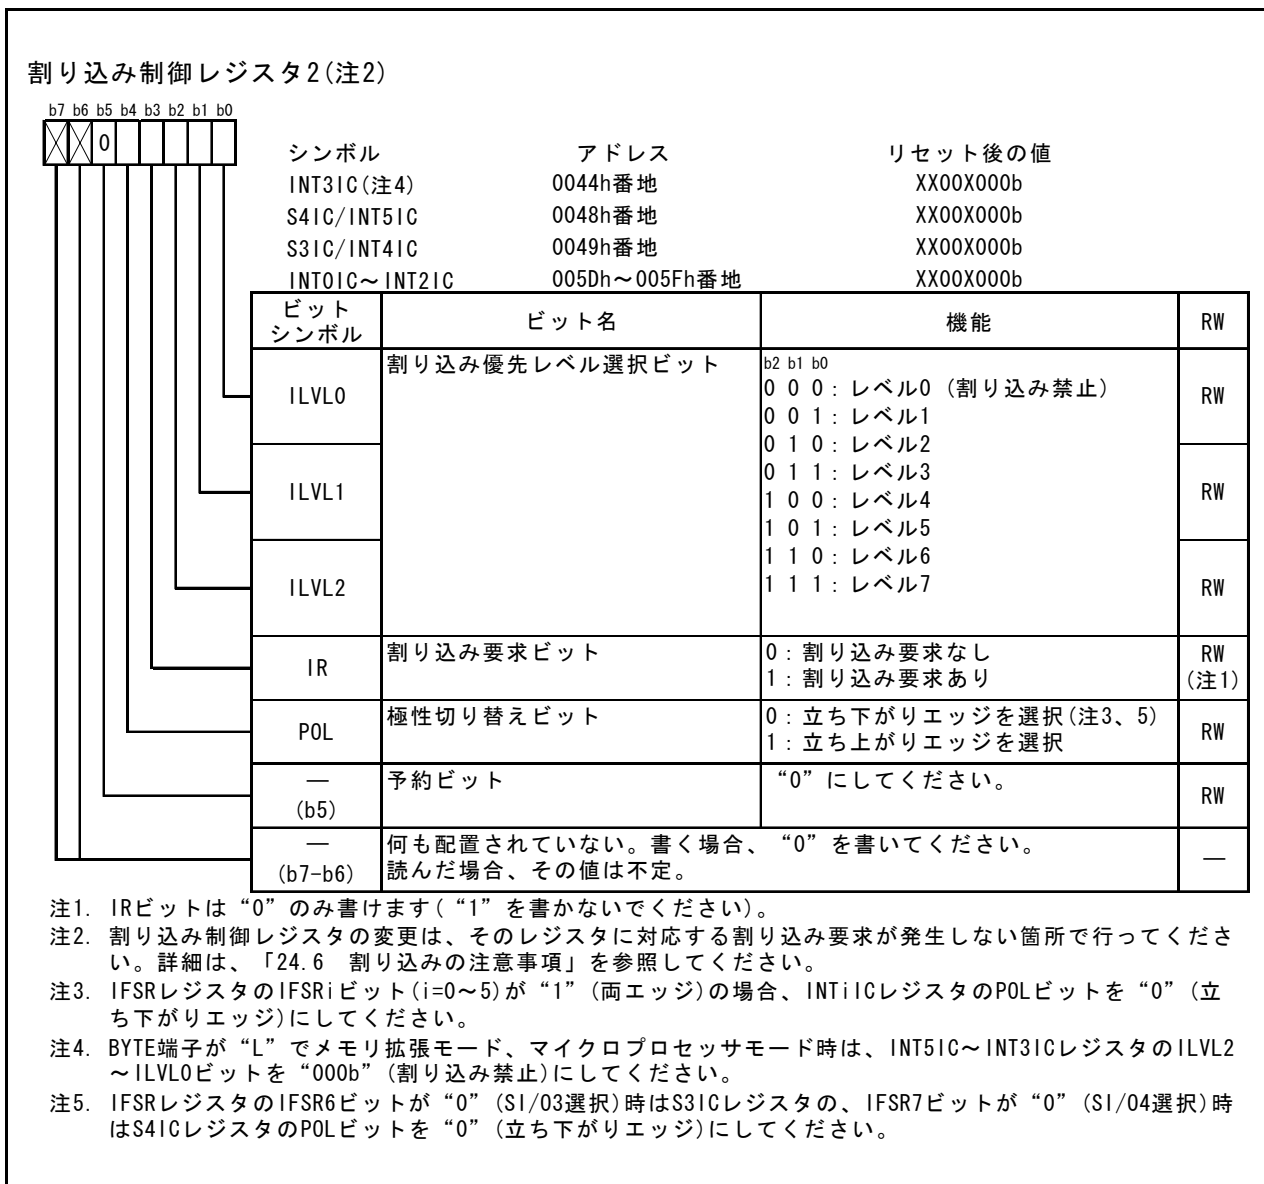 割り込み制御レジスタ2(注2)
b7 b6 b5 b4 b3 b2 b1 b0
0
シンボル アドレス リセット後の値
INT3IC(注4) 0044h番地 XX00X000b
S4IC/INT5IC 0048h番地 XX00X000b
S3IC/INT4IC 0049h番地 XX00X000b
INT0IC～INT2IC 005Dh～005Fh番地 XX00X000b
ビット
シンボル
ビット名 機能 RW
ILVL0
割り込み優先レベル選択ビット
b2 b1 b0
0 0 0：レベル0 (割り込み禁止)
0 0 1：レベル1
0 1 0：レベル2
0 1 1：レベル3
1 0 0：レベル4
1 0 1：レベル5
1 1 0：レベル6
1 1 1：レベル7
RW
ILVL1
RW
ILVL2
RW
IR
割り込み要求ビット
0：割り込み要求なし
1：割り込み要求あり
RW
(注1)
POL
極性切り替えビット
0：立ち下がりエッジを選択(注3、5)
1：立ち上がりエッジを選択
RW
―
(b5)
予約ビット
“0”にしてください。
RW
―
(b7-b6)
何も配置されていない。書く場合、“0”を書いてください。
読んだ場合、その値は不定。
―
注1. IRビットは“0”のみ書けます(“1”を書かないでください)。
注2. 割り込み制御レジスタの変更は、そのレジスタに対応する割り込み要求が発生しない箇所で行ってくださ
い。詳細は、「24.6 割り込みの注意事項」を参照してください。
注3. IFSRレジスタのIFSRiビット(i=0～5)が“1”(両エッジ)の場合、INTiICレジスタのPOLビットを“0”(立
ち下がりエッジ)にしてください。
注4. BYTE端子が“L”でメモリ拡張モード、マイクロプロセッサモード時は、INT5IC～INT3ICレジスタのILVL2
～ILVL0ビットを“000b”(割り込み禁止)にしてください。
注5. IFSRレジスタのIFSR6ビットが“0”(SI/O3選択)時はS3ICレジスタの、IFSR7ビットが“0”(SI/O4選択)時
はS4ICレジスタのPOLビットを“0”(立ち下がりエッジ)にしてください。